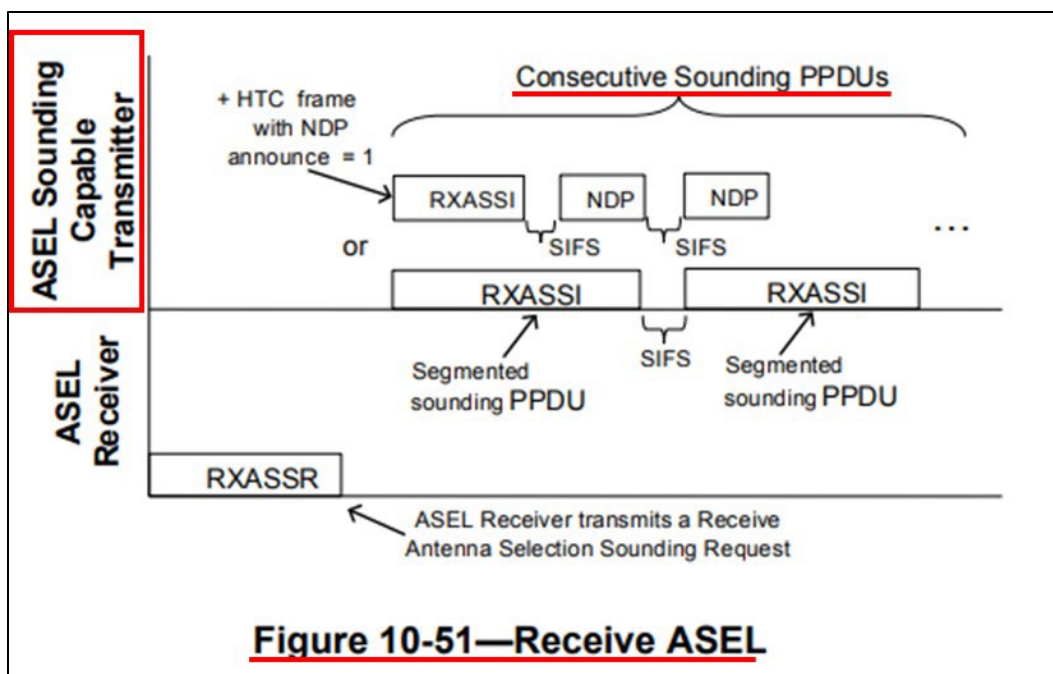 ASEL Sounding
Capable
Transmitter
Consecutive Sounding PPDUs
+ HTC frame
with NDP
announce = 1
RXASSI
NDP
NDP
SIFS
SIFS
...
or
RXASSI
RXASSI
SIFS
Segmented
sounding PPDU
Segmented
sounding PPDU
ASEL
Receiver
RXASSR
ASEL Receiver transmits a Receive
Antenna Selection Sounding Request
Figure 10-51—Receive ASEL